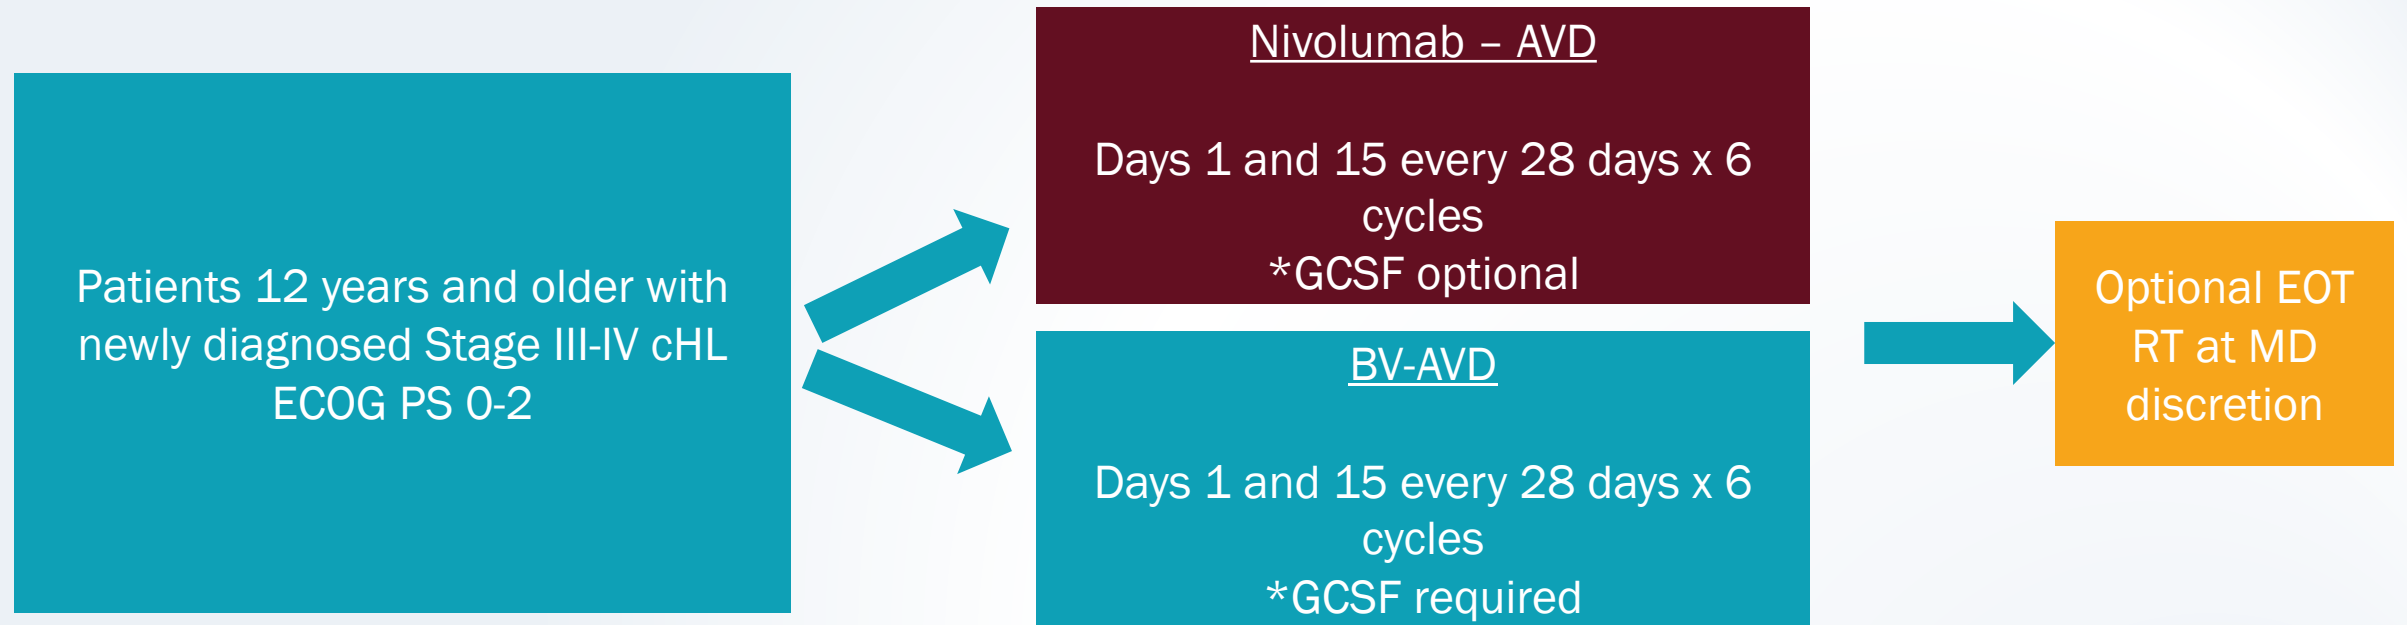 Patients 12 years and older with
newly diagnosed Stage III-IV cHL
ECOG PS 0-2
Nivolumab – AVD
Days 1 and 15 every 28 days x 6
cycles
*GCSF optional
BV-AVD
Days 1 and 15 every 28 days x 6
cycles
*GCSF required
Optional EOT
RT at MD
discretion